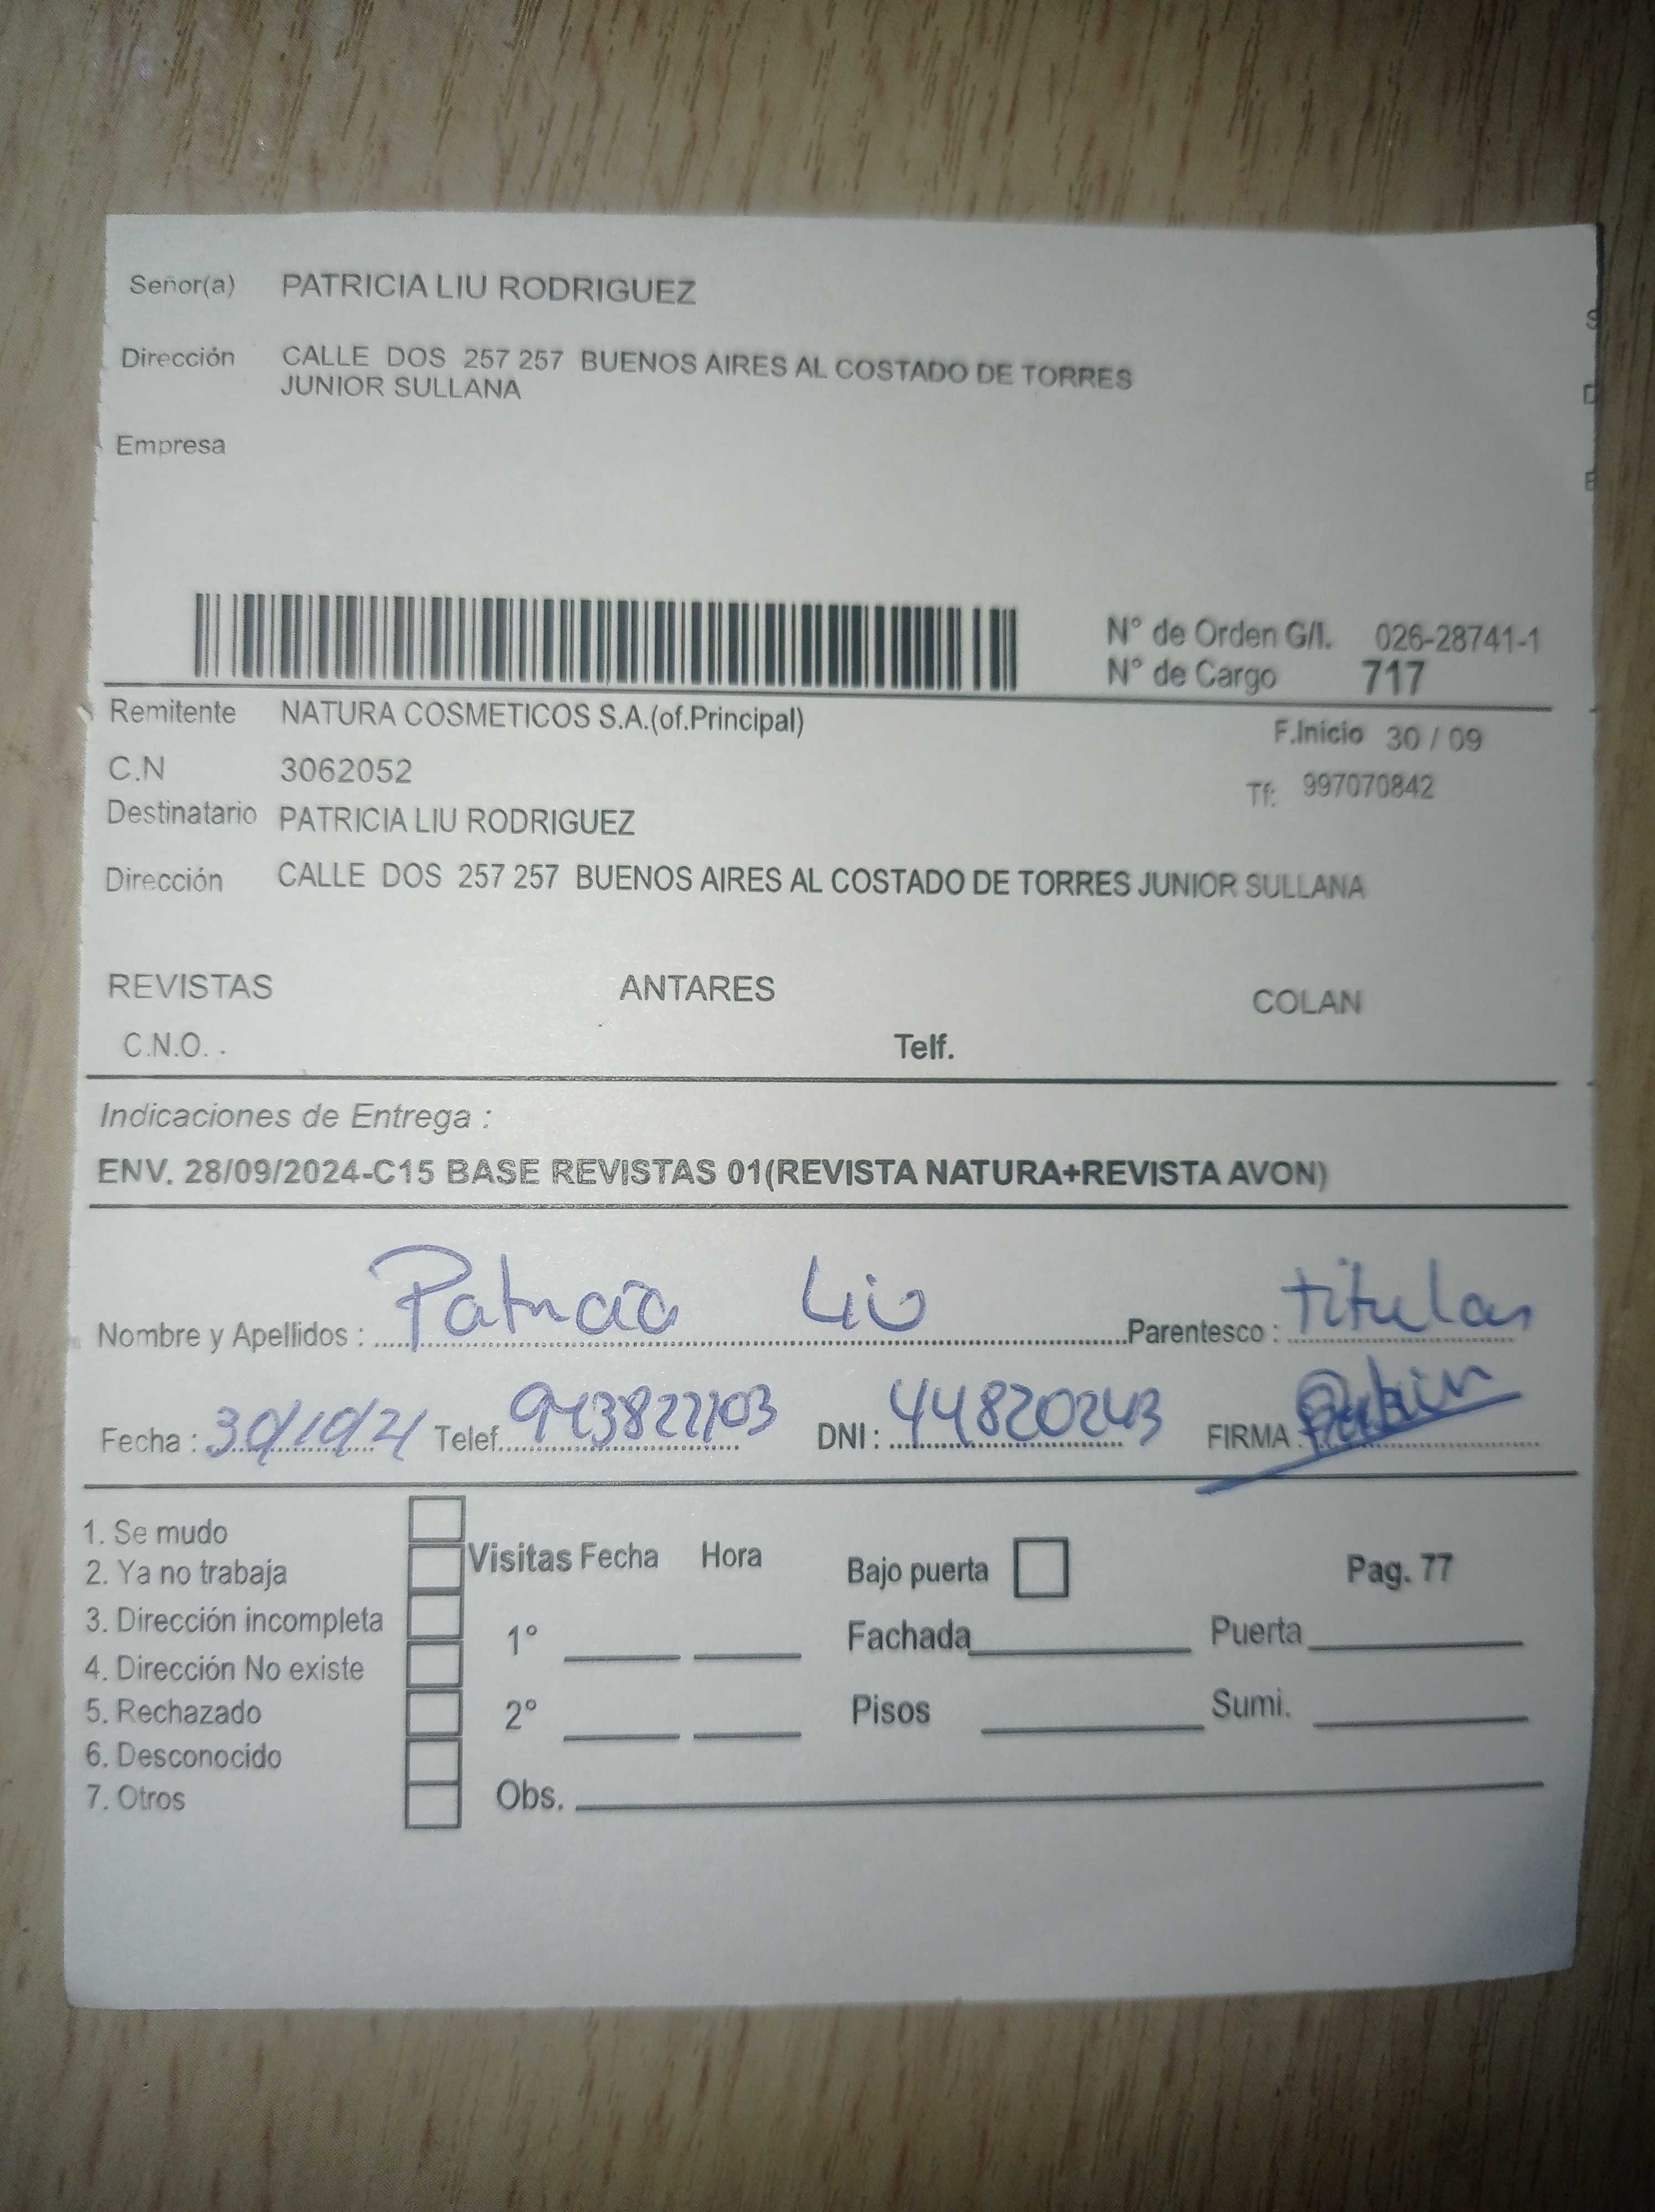 Señor(a) PATRICIA LIU RODRIGUEZ
Dirección CALLE DOS 257 257 BUENOS AIRES AL COSTADO DE TORRES
JUNIOR SULLANA
Empresa
N° de Orden G/I. 026-28741-1
N° de Cargo 717
Remitente NATURA COSMETICOS S.A.(of.Principal) F.Inicio 30 / 09
C.N 3062052 Tf: 997070842
Destinatario PATRICIA LIU RODRIGUEZ
Dirección CALLE DOS 257 257 BUENOS AIRES AL COSTADO DE TORRES JUNIOR SULLANA
REVISTAS ANTARES COLAN
C.N.O. . Telf.
Indicaciones de Entrega :
ENV. 28/09/2024-C15 BASE REVISTAS 01(REVISTA NATURA+REVISTA AVON)
Nombre y Apellidos : Patricia Liu Parentesco : titular
Fecha : Telef. 943822103 DNI : 44820243 FIRMA :
1. Se mudo
2. Ya no trabaja Visitas Fecha Hora Bajo puerta Pag. 77
3. Dirección incompleta 1° Fachada Puerta
4. Dirección No existe
5. Rechazado 2° Pisos Sumi.
6. Desconocido
7. Otros Obs.